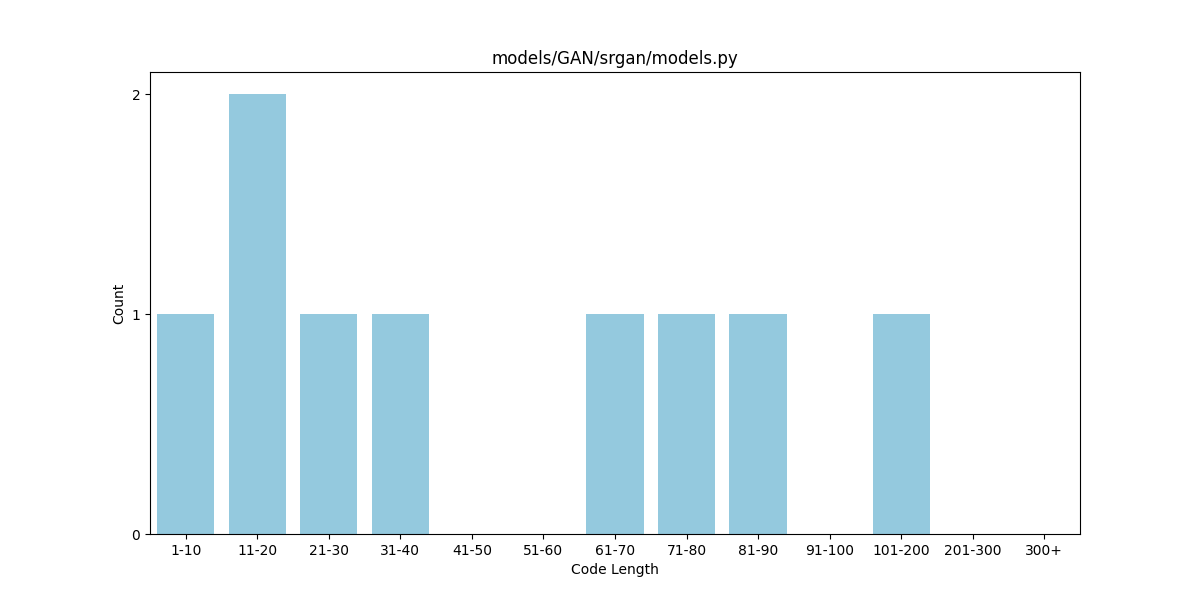 models/GAN/srgan/models.py
2
1
0
Count
1-10 11-20 21-30 31-40 41-50 51-60 61-70 71-80 81-90 91-100 101-200 201-300 300+
Code Length